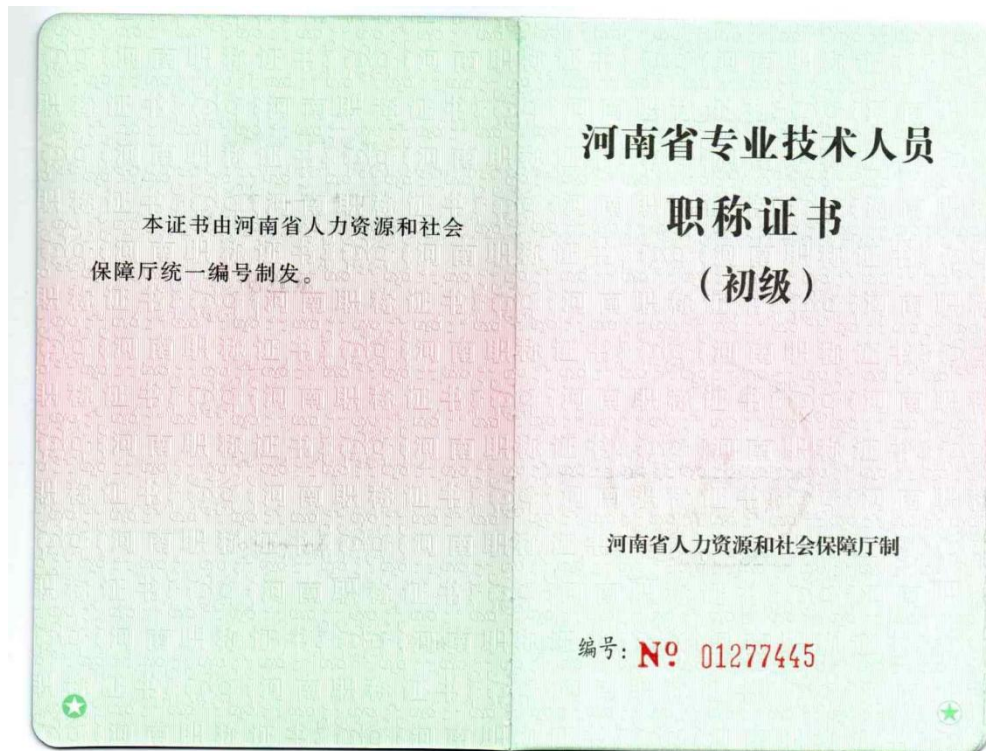 本证书由河南省人力资源和社会
保障厅统一编号制发。
河南省专业技术人员
职称证书
（初级）
河南省人力资源和社会保障厅制
编号: Nº 01277445